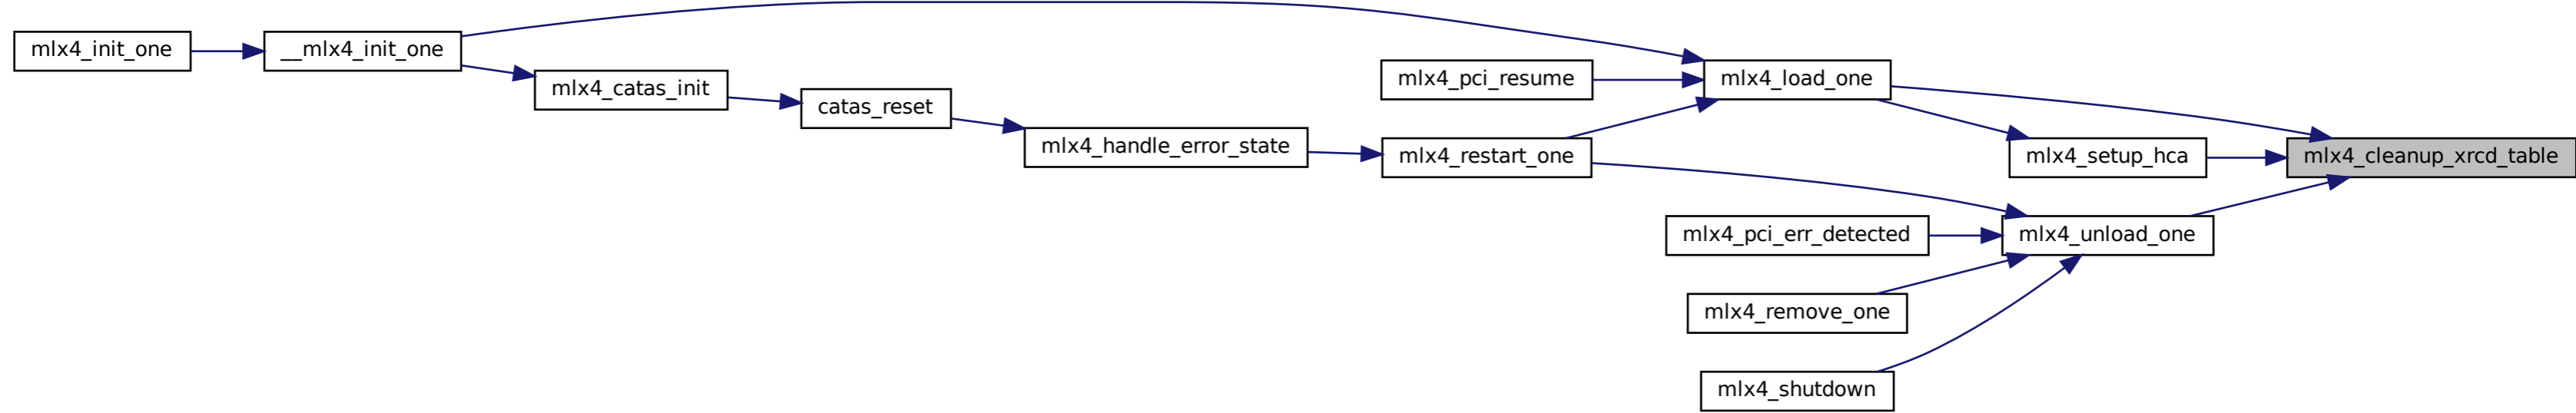 mlx4_init_one
__mlx4_init_one
mlx4_catas_init
catas_reset
mlx4_handle_error_state
mlx4_pci_resume
mlx4_restart_one
mlx4_load_one
mlx4_setup_hca
mlx4_cleanup_xrcd_table
mlx4_pci_err_detected
mlx4_unload_one
mlx4_remove_one
mlx4_shutdown